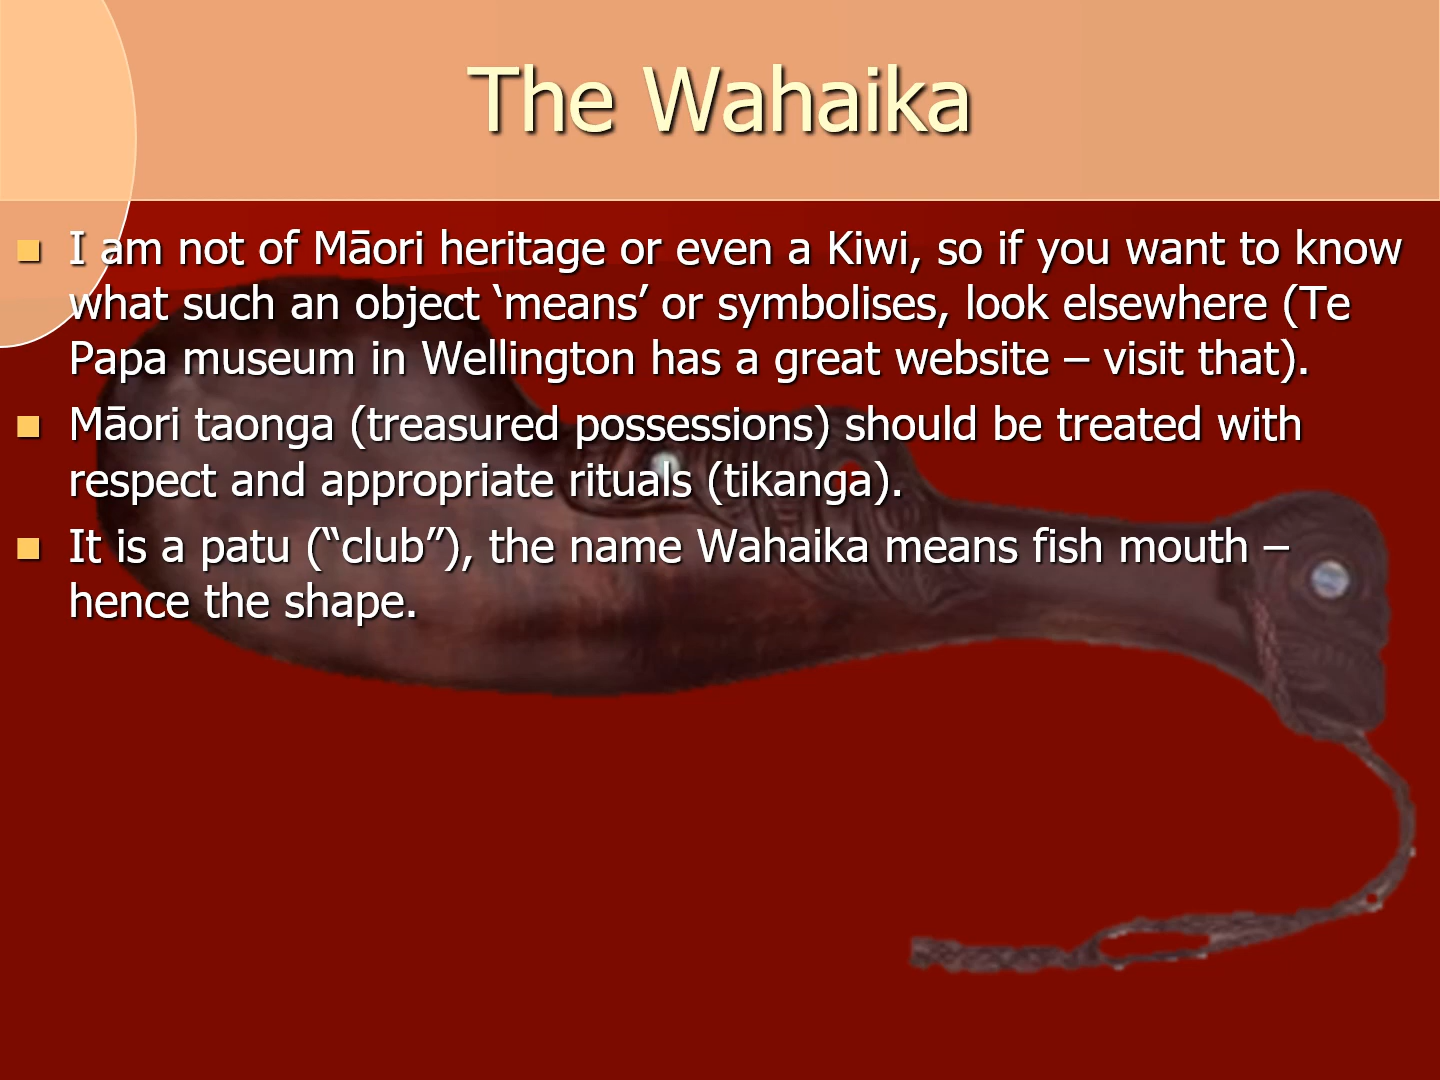 The Wahaika
I am not of Māori heritage or even a Kiwi, so if you want to know
what such an object ‘means’ or symbolises, look elsewhere (Te
Papa museum in Wellington has a great website – visit that).
Māori taonga (treasured possessions) should be treated with
respect and appropriate rituals (tikanga).
It is a patu (“club”), the name Wahaika means fish mouth –
hence the shape.